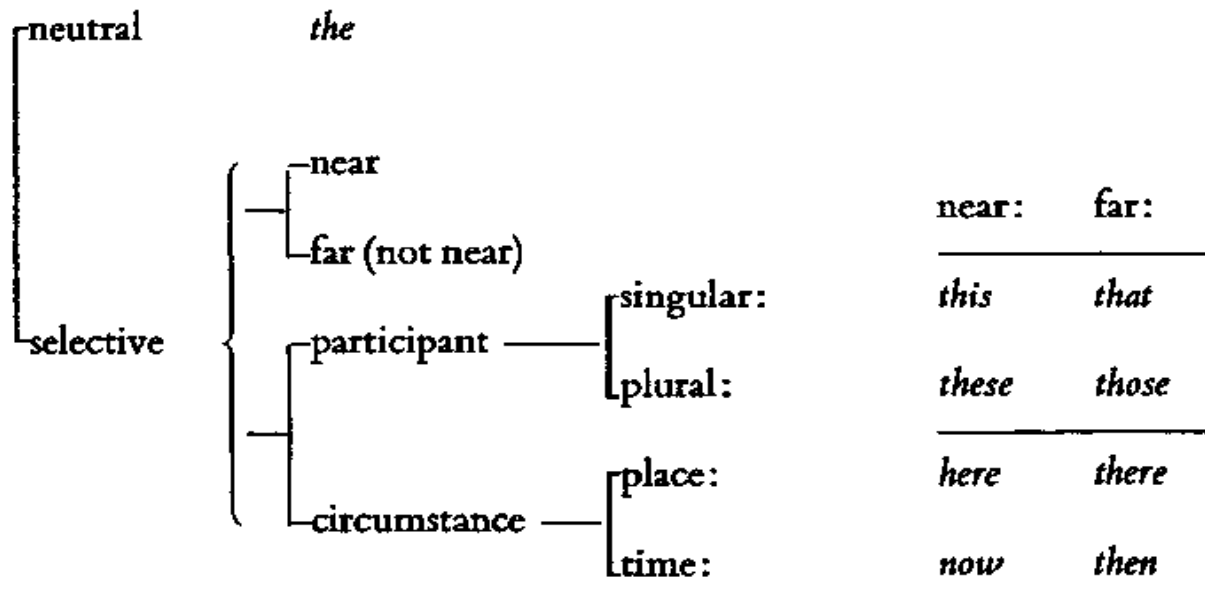 neutral the
near
near: far:
far (not near)
singular: this that
selective participant
plural: these those
place: here there
circumstance
time: now then